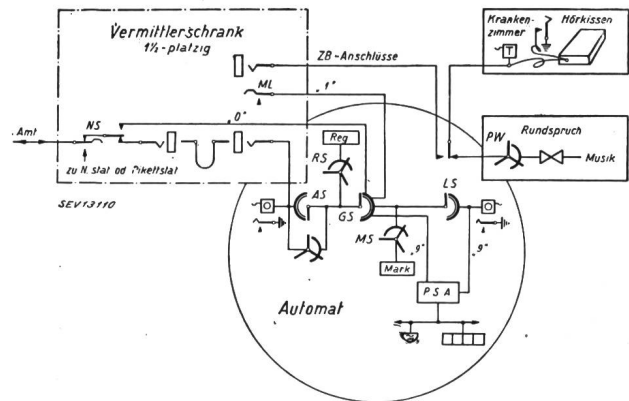 Vermittlerschrank
1½-platzig
Kranken-
zimmer
Hörkissen
T
ZB-Anschlüsse
ML
„1"
NS
„0"
Amt
zu N. stat od Pikettstat
SEV13110
Reg
RS
PW
Rundspruch
Musik
AS
GS
LS
MS
„9"
„9"
Mark
PSA
Automat